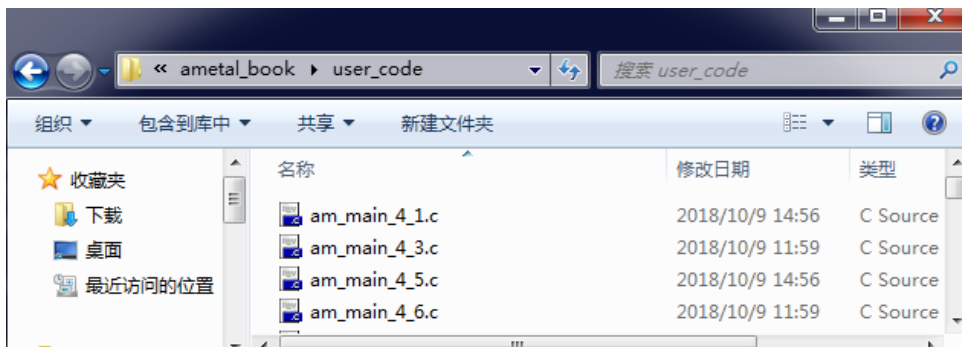 « ametal_book ▸ user_code
搜索 user_code
组织 包含到库中 共享 新建文件夹
收藏夹
下载
桌面
最近访问的位置
名称 修改日期 类型
am_main_4_1.c 2018/10/9 14:56 C Source
am_main_4_3.c 2018/10/9 11:59 C Source
am_main_4_5.c 2018/10/9 14:56 C Source
am_main_4_6.c 2018/10/9 11:59 C Source